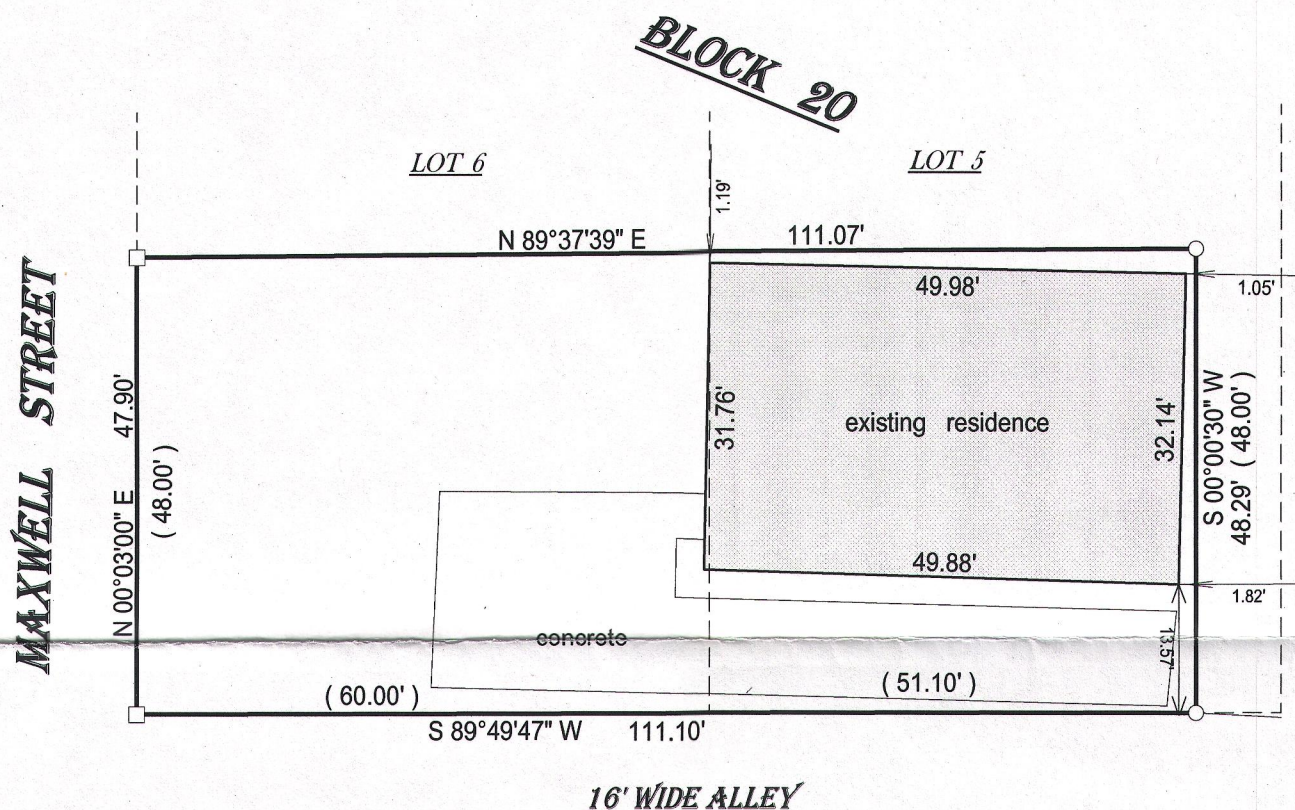 BLOCK 20
LOT 6
LOT 5
1.19'
N 89°37'39" E 111.07'
49.98'
1.05'
MAXWELL STREET
N 00°03'00" E 47.90'
( 48.00' )
31.76'
existing residence
32.14'
S 00°00'30" W
48.29' ( 48.00' )
49.88'
1.82'
concrete
13.57'
( 60.00' )
( 51.10' )
S 89°49'47" W 111.10'
16' WIDE ALLEY